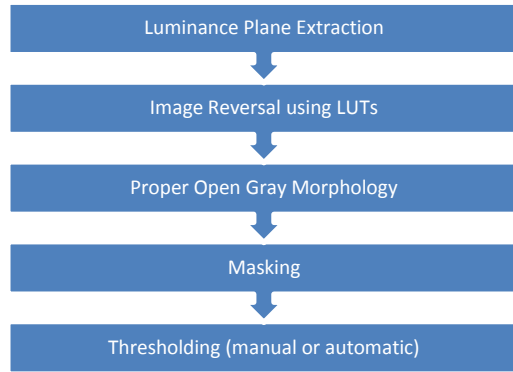 Luminance Plane Extraction
Image Reversal using LUTs
Proper Open Gray Morphology
Masking
Thresholding (manual or automatic)